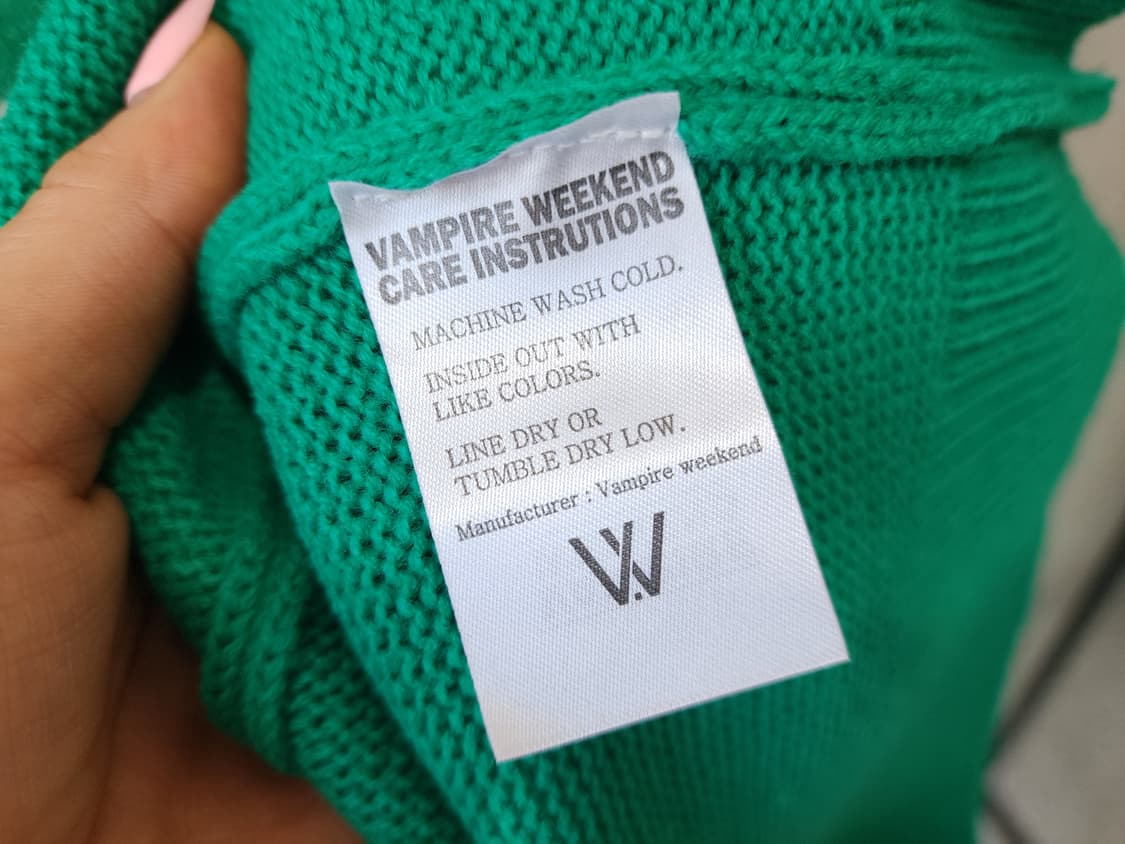 VAMPIRE WEEKEND
CARE INSTRUTIONS
MACHINE WASH COLD.
INSIDE OUT WITH
LIKE COLORS.
LINE DRY OR
TUMBLE DRY LOW.
Manufacturer : Vampire weekend
V.W